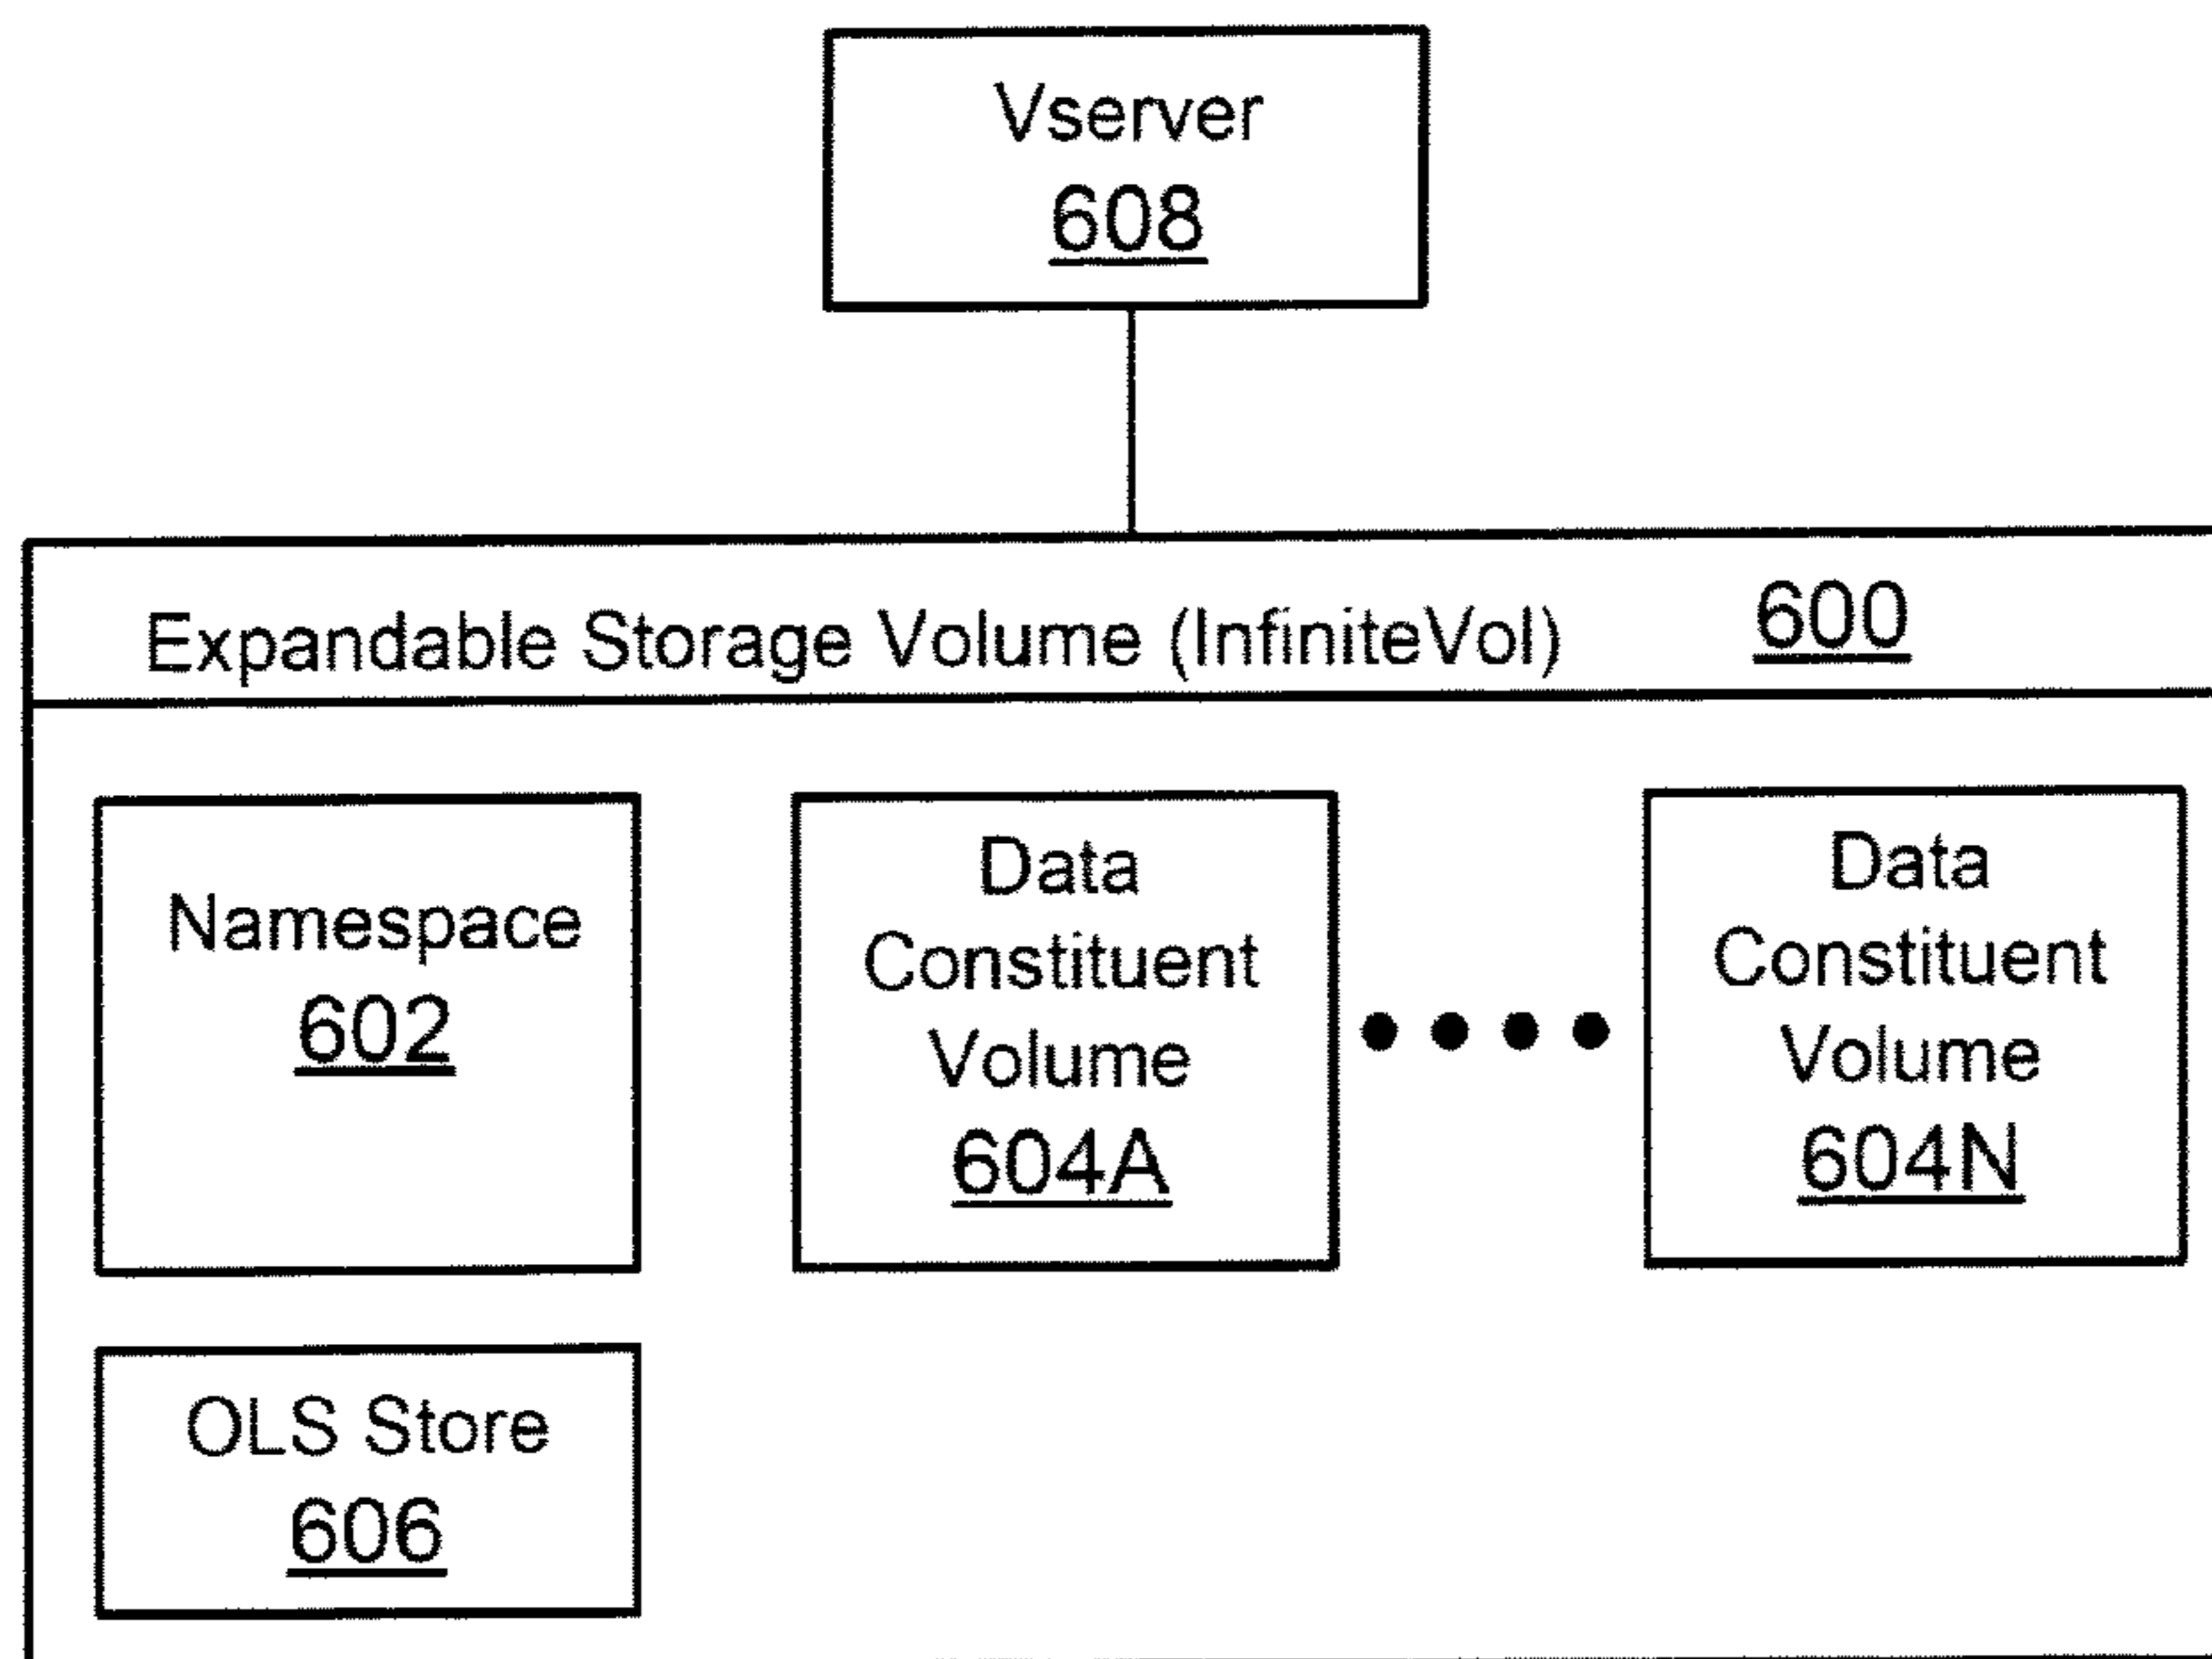 Vserver
608
Expandable Storage Volume (InfiniteVol) 600
Namespace
602
Data
Constituent
Volume
604A
Data
Constituent
Volume
604N
OLS Store
606